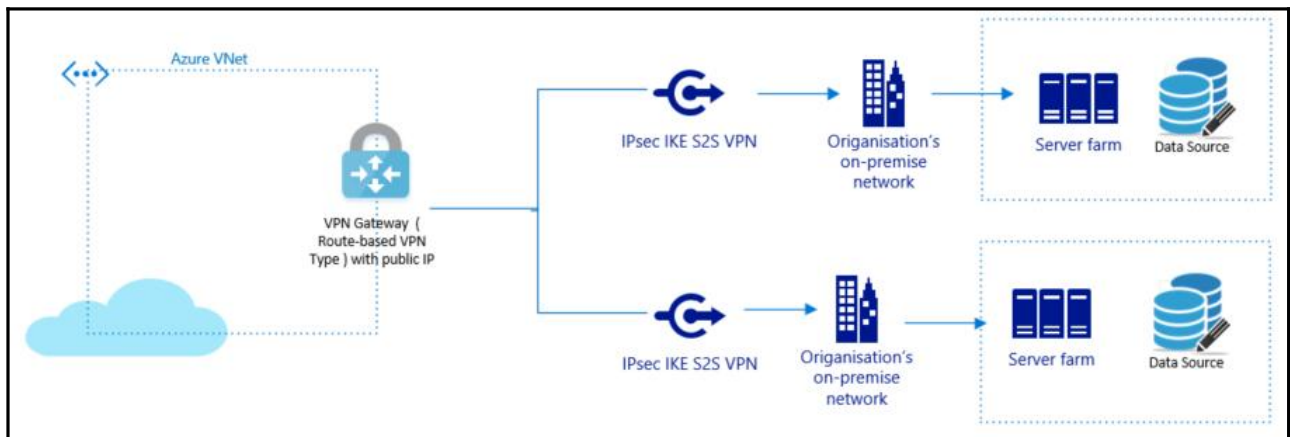 Azure VNet
VPN Gateway (
Route-based VPN
Type ) with public IP
IPsec IKE S2S VPN
Origanisation's
on-premise
network
Server farm
Data Source
IPsec IKE S2S VPN
Origanisation's
on-premise
network
Server farm
Data Source